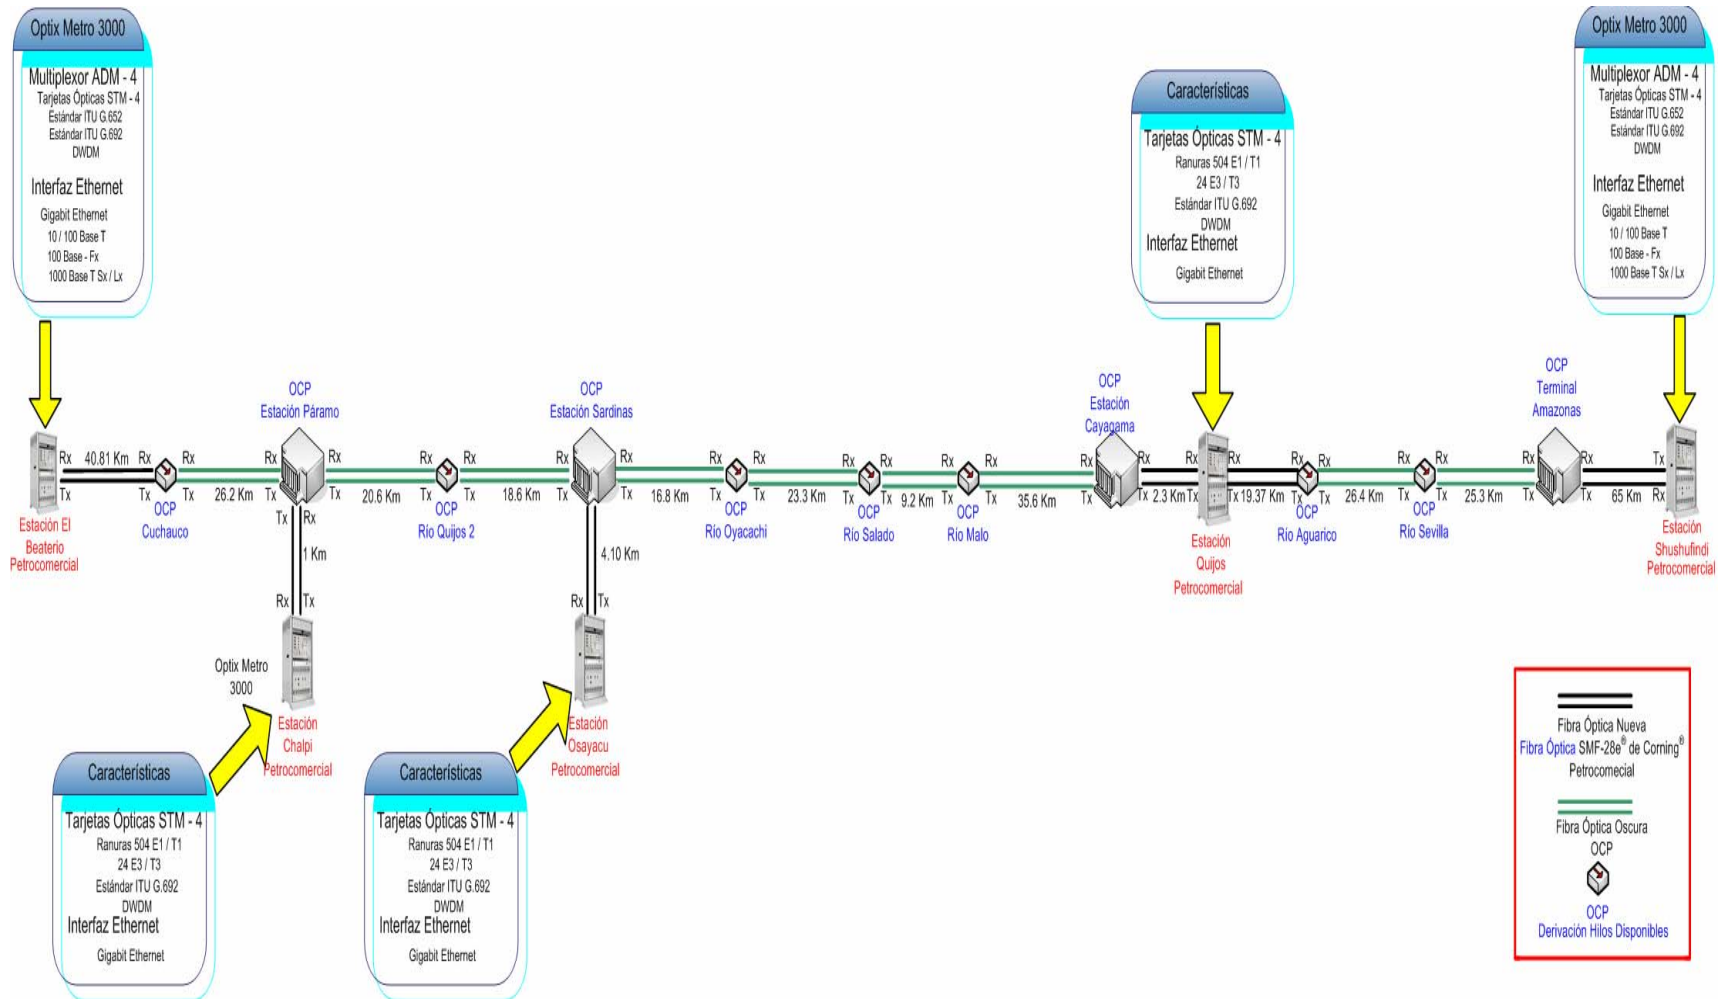 Optix Metro 3000
Multiplexor ADM - 4
Tarjetas Ópticas STM - 4
Estándar ITU G.652
Estándar ITU G.692
DWDM
Interfaz Ethernet
Gigabit Ethernet
10 / 100 Base T
100 Base - Fx
1000 Base T Sx / Lx
Características
Tarjetas Ópticas STM - 4
Ranuras 504 E1 / T1
24 E3 / T3
Estándar ITU G.692
DWDM
Interfaz Ethernet
Gigabit Ethernet
Optix Metro 3000
Multiplexor ADM - 4
Tarjetas Ópticas STM - 4
Estándar ITU G.652
Estándar ITU G.692
DWDM
Interfaz Ethernet
Gigabit Ethernet
10 / 100 Base T
100 Base - Fx
1000 Base T Sx / Lx
OCP
Estación Páramo
OCP
Estación Sardinas
OCP
Estación
Cayagama
OCP
Terminal
Amazonas
Rx 40.81 Km Rx Rx Rx Rx Rx Rx Rx Rx Rx Rx Rx Rx Rx Rx Rx Rx Rx Rx Rx Rx Rx Rx Tx
Tx Tx Tx 26.2 Km Tx Tx 20.6 Km Tx Tx 18.6 Km Tx Tx 16.8 Km Tx Tx 23.3 Km Tx Tx 9.2 Km Tx Tx 35.6 Km Tx Tx 2.3 Km Tx Tx 19.37 Km Tx Tx 26.4 Km Tx Tx 25.3 Km Tx Tx 65 Km Rx
Estación El
Beaterio
Petrocomercial
OCP
Cuchauco
OCP
Río Quijos 2
OCP
Río Oyacachi
OCP
Río Salado
OCP
Río Malo
Estación
Quijos
Petrocomercial
OCP
Río Aguarico
OCP
Río Sevilla
Estación
Shushufindi
Petrocomercial
Tx Rx
1 Km
Rx Tx
4.10 Km
Rx Tx
Optix Metro
3000
Estación
Chalpi
Petrocomercial
Estación
Osayacu
Petrocomercial
Características
Tarjetas Ópticas STM - 4
Ranuras 504 E1 / T1
24 E3 / T3
Estándar ITU G.692
DWDM
Interfaz Ethernet
Gigabit Ethernet
Características
Tarjetas Ópticas STM - 4
Ranuras 504 E1 / T1
24 E3 / T3
Estándar ITU G.692
DWDM
Interfaz Ethernet
Gigabit Ethernet
Fibra Óptica Nueva
Fibra Óptica SMF-28e® de Corning®
Petrocomecial
Fibra Óptica Oscura
OCP
OCP
Derivación Hilos Disponibles